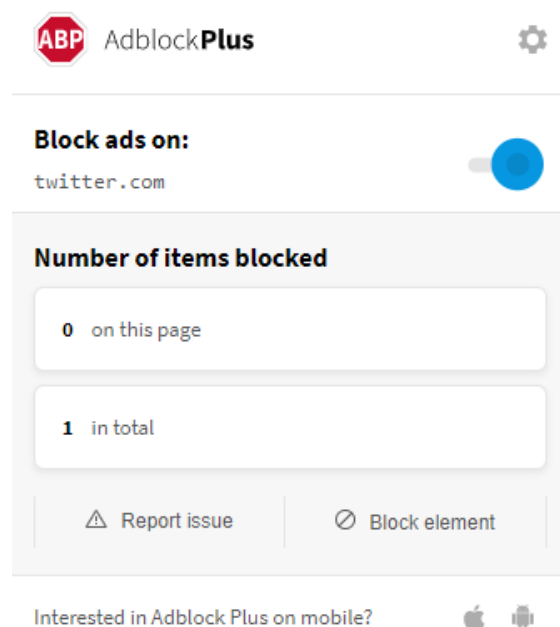 ABP AdblockPlus
Block ads on:
twitter.com
Number of items blocked
0 on this page
1 in total
Report issue
Block element
Interested in Adblock Plus on mobile?